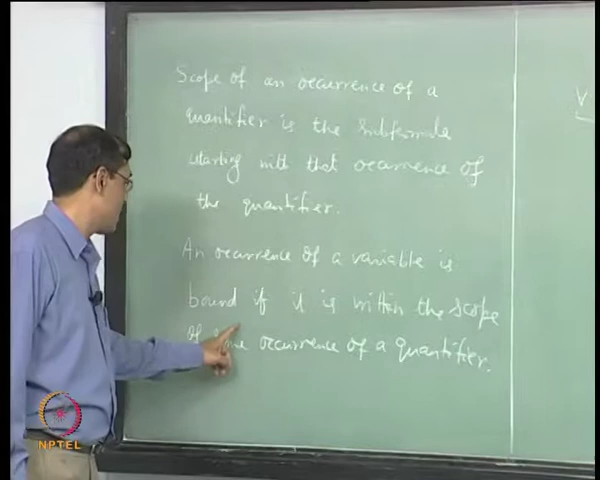 Scope of an occurrence of a
quantifier is the subformula
starting with that occurrence of
the quantifier.
An occurrence of a variable is
bound if it is within the scope
of some occurrence of a quantifier.
NPTEL